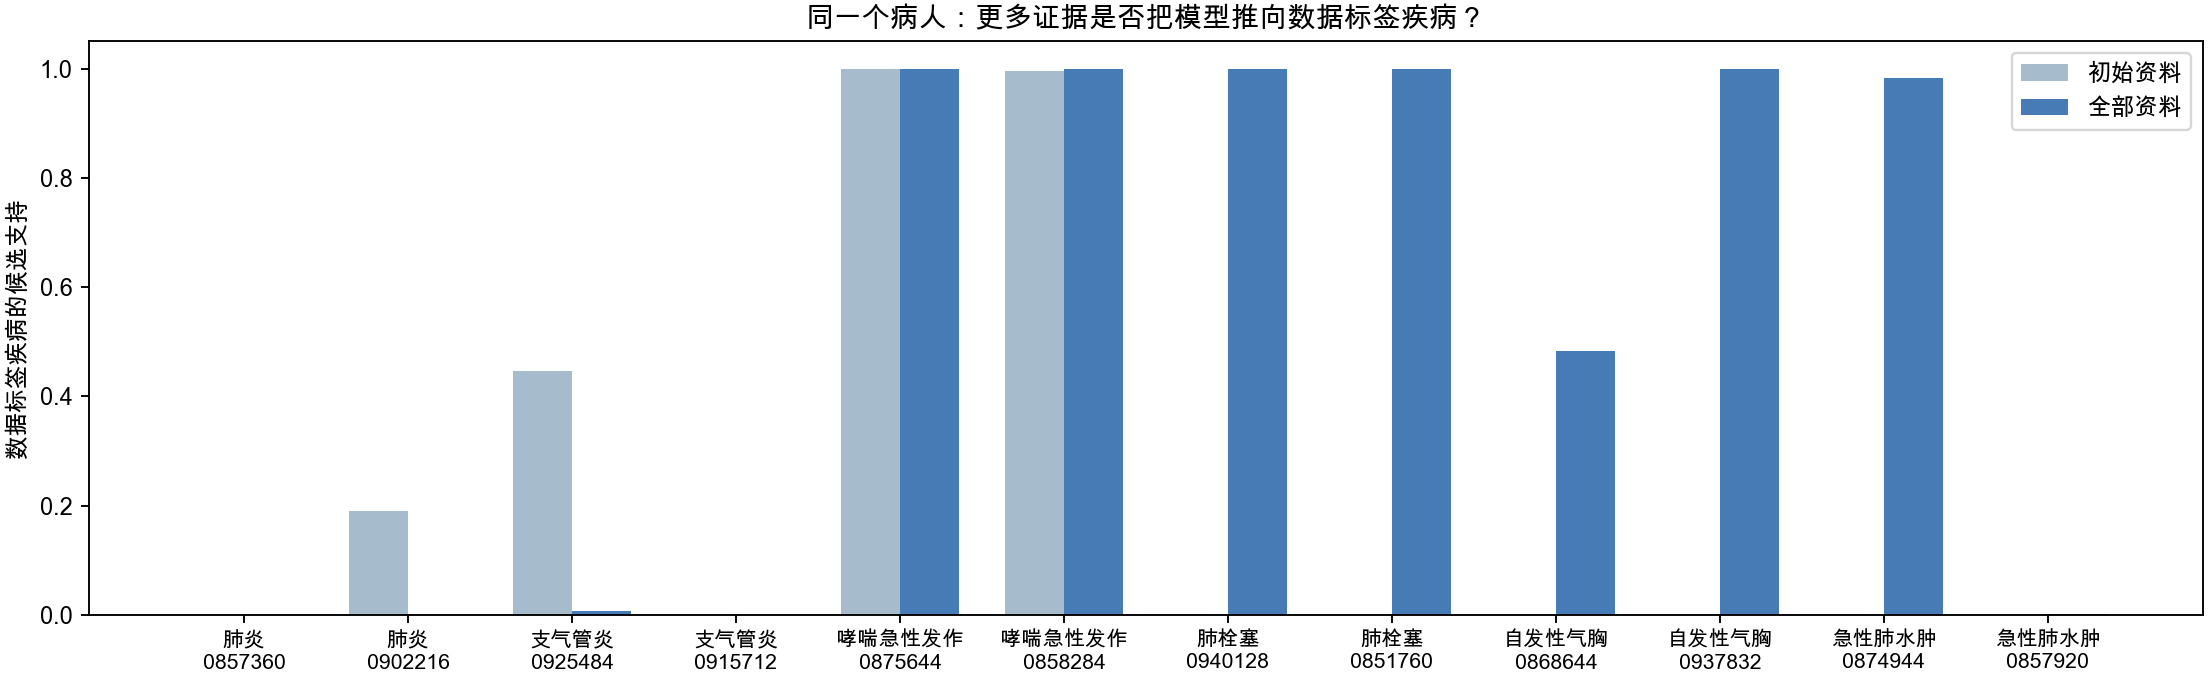 同一个病人：更多证据是否把模型推向数据标签疾病？
数据标签疾病的候选支持
1.0
0.8
0.6
0.4
0.2
0.0
初始资料
全部资料
肺炎 肺炎 支气管炎 支气管炎 哮喘急性发作 哮喘急性发作 肺栓塞 肺栓塞 自发性气胸 自发性气胸 急性肺水肿 急性肺水肿
0857360 0902216 0925484 0915712 0875644 0858284 0940128 0851760 0868644 0937832 0874944 0857920